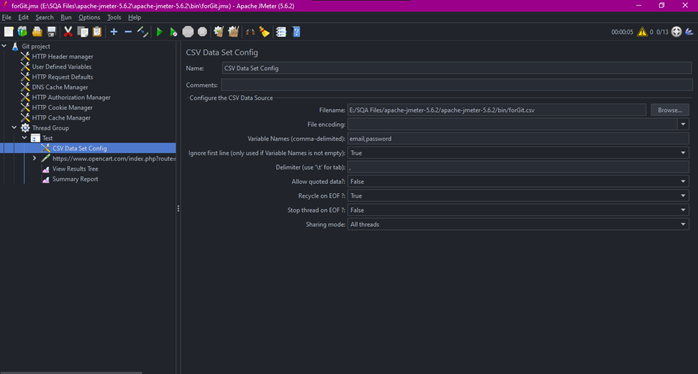 forGit.jmx (E:\SQA Files\apache-jmeter-5.6.2\apache-jmeter-5.6.2\bin\forGit.jmx) - Apache JMeter (5.6.2)
File Edit Search Run Options Tools Help
00:00:05 0 0/13
Git project
HTTP Header manager
User Defined Variables
HTTP Request Defaults
DNS Cache Manager
HTTP Authorization Manager
HTTP Cookie Manager
HTTP Cache Manager
Thread Group
Test
CSV Data Set Config
https://www.opencart.com/index.php?route=
View Results Tree
Summary Report
CSV Data Set Config
Name: CSV Data Set Config
Comments:
Configure the CSV Data Source
Filename: E:/SQA Files/apache-jmeter-5.6.2/apache-jmeter-5.6.2/bin/forGit.csv Browse...
File encoding:
Variable Names (comma-delimited): email,password
Ignore first line (only used if Variable Names is not empty): True
Delimiter (use '\t' for tab): ,
Allow quoted data?: False
Recycle on EOF ?: True
Stop thread on EOF ?: False
Sharing mode: All threads